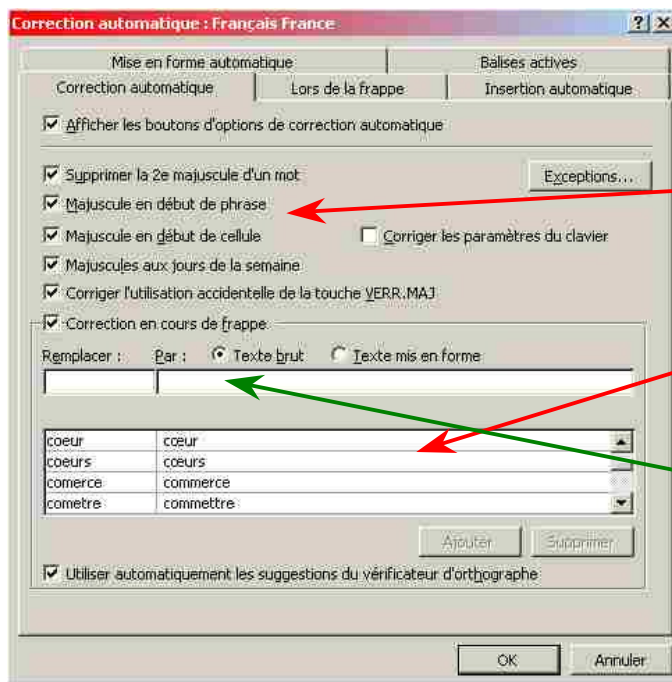 Correction automatique : Français France
Mise en forme automatique Balises actives
Correction automatique Lors de la frappe Insertion automatique
Afficher les boutons d'options de correction automatique
Supprimer la 2e majuscule d'un mot Exceptions...
Majuscule en début de phrase
Majuscule en début de cellule Corriger les paramètres du clavier
Majuscules aux jours de la semaine
Corriger l'utilisation accidentelle de la touche VERR.MAJ
Correction en cours de frappe
Remplacer : Par : Texte brut Texte mis en forme
coeur cœur
coeurs cœurs
comerce commerce
cometre commettre
Ajouter Supprimer
Utiliser automatiquement les suggestions du vérificateur d'orthographe
OK Annuler